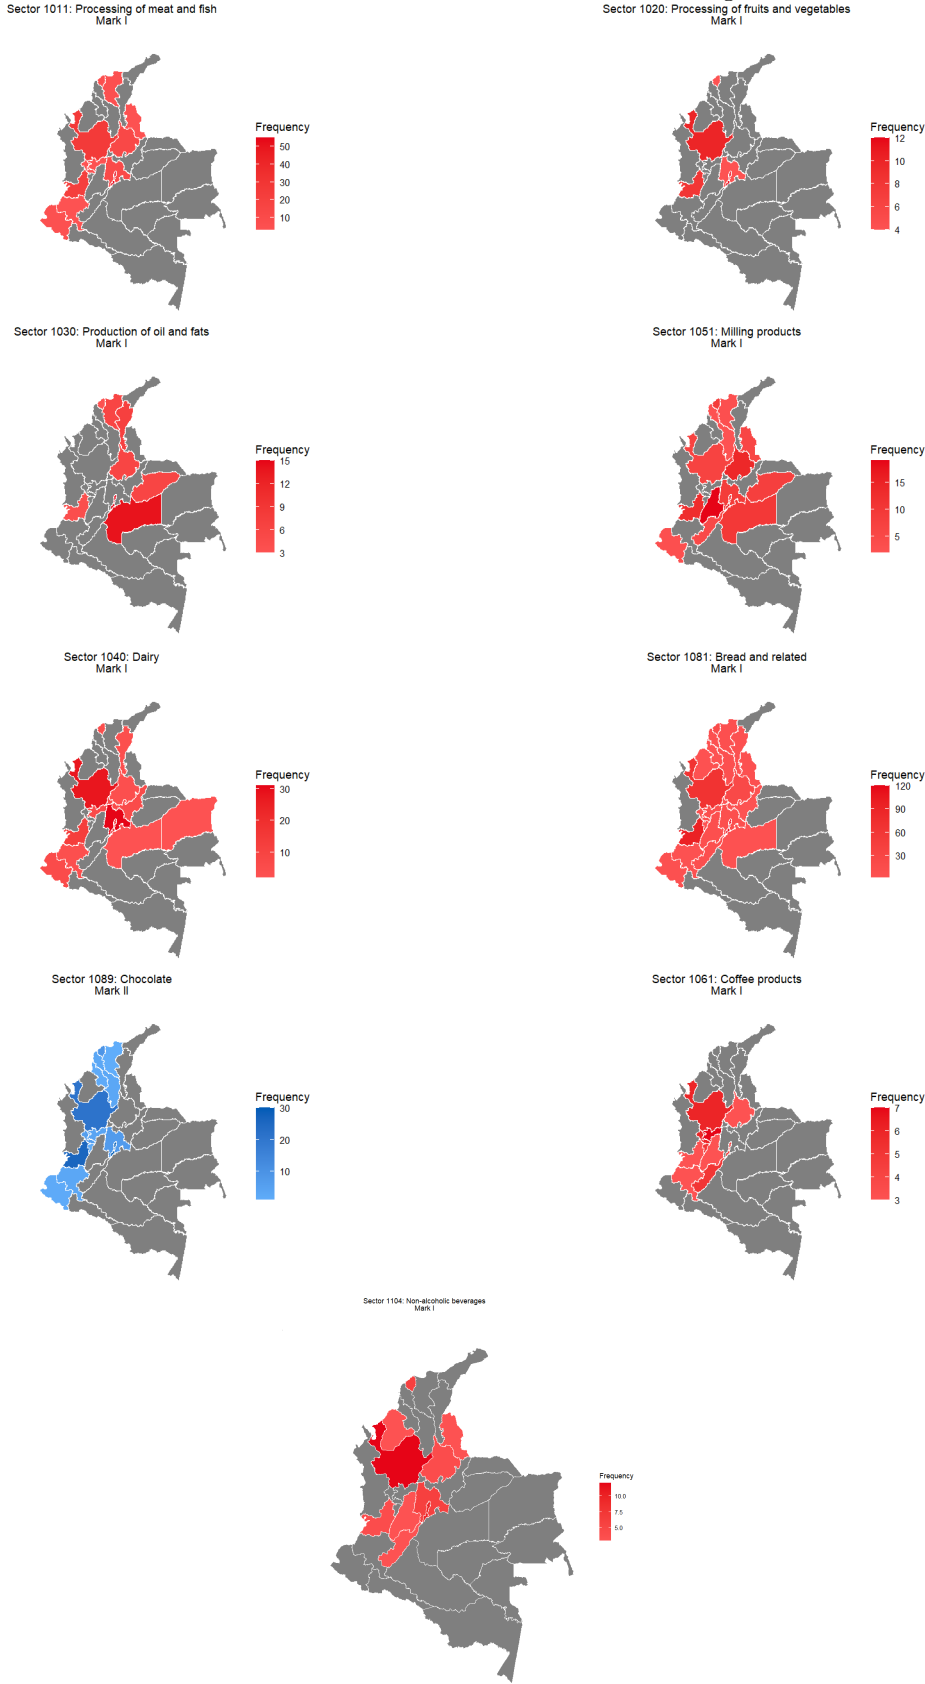 Sector 1011: Processing of meat and fish
Mark I
Frequency
50
40
30
20
10
Sector 1020: Processing of fruits and vegetables
Mark I
Frequency
12
10
8
6
4
Sector 1030: Production of oil and fats
Mark I
Frequency
15
12
9
6
3
Sector 1051: Milling products
Mark I
Frequency
15
10
5
Sector 1040: Dairy
Mark I
Frequency
30
20
10
Sector 1081: Bread and related
Mark I
Frequency
120
90
60
30
Sector 1089: Chocolate
Mark II
Frequency
30
20
10
Sector 1061: Coffee products
Mark I
Frequency
7
6
5
4
3
Sector 1104: Non-alcoholic beverages
Mark I
Frequency
10.0
7.5
5.0